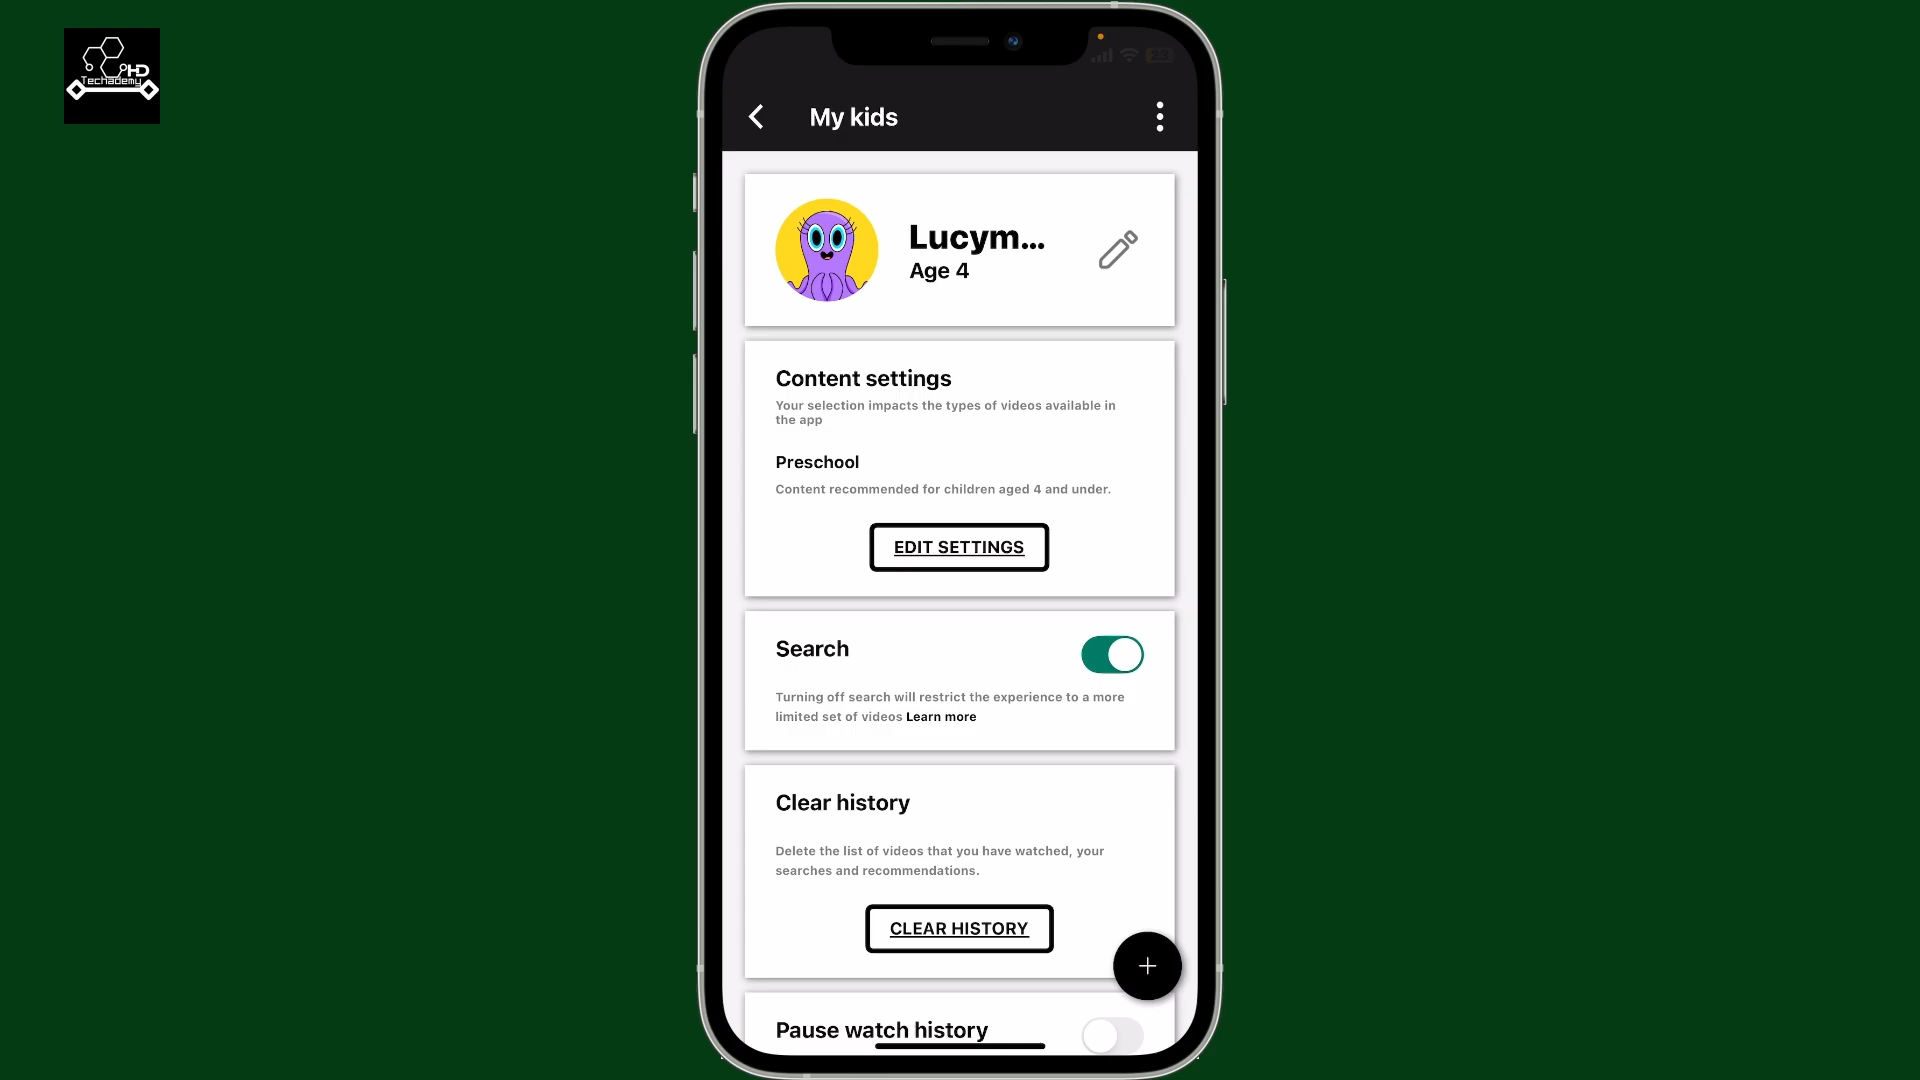 HD
Techademy
23
My kids
Lucym...
Age 4
Content settings
Your selection impacts the types of videos available in
the app
Preschool
Content recommended for children aged 4 and under.
EDIT SETTINGS
Search
Turning off search will restrict the experience to a more
limited set of videos Learn more
Clear history
Delete the list of videos that you have watched, your
searches and recommendations.
CLEAR HISTORY
Pause watch history